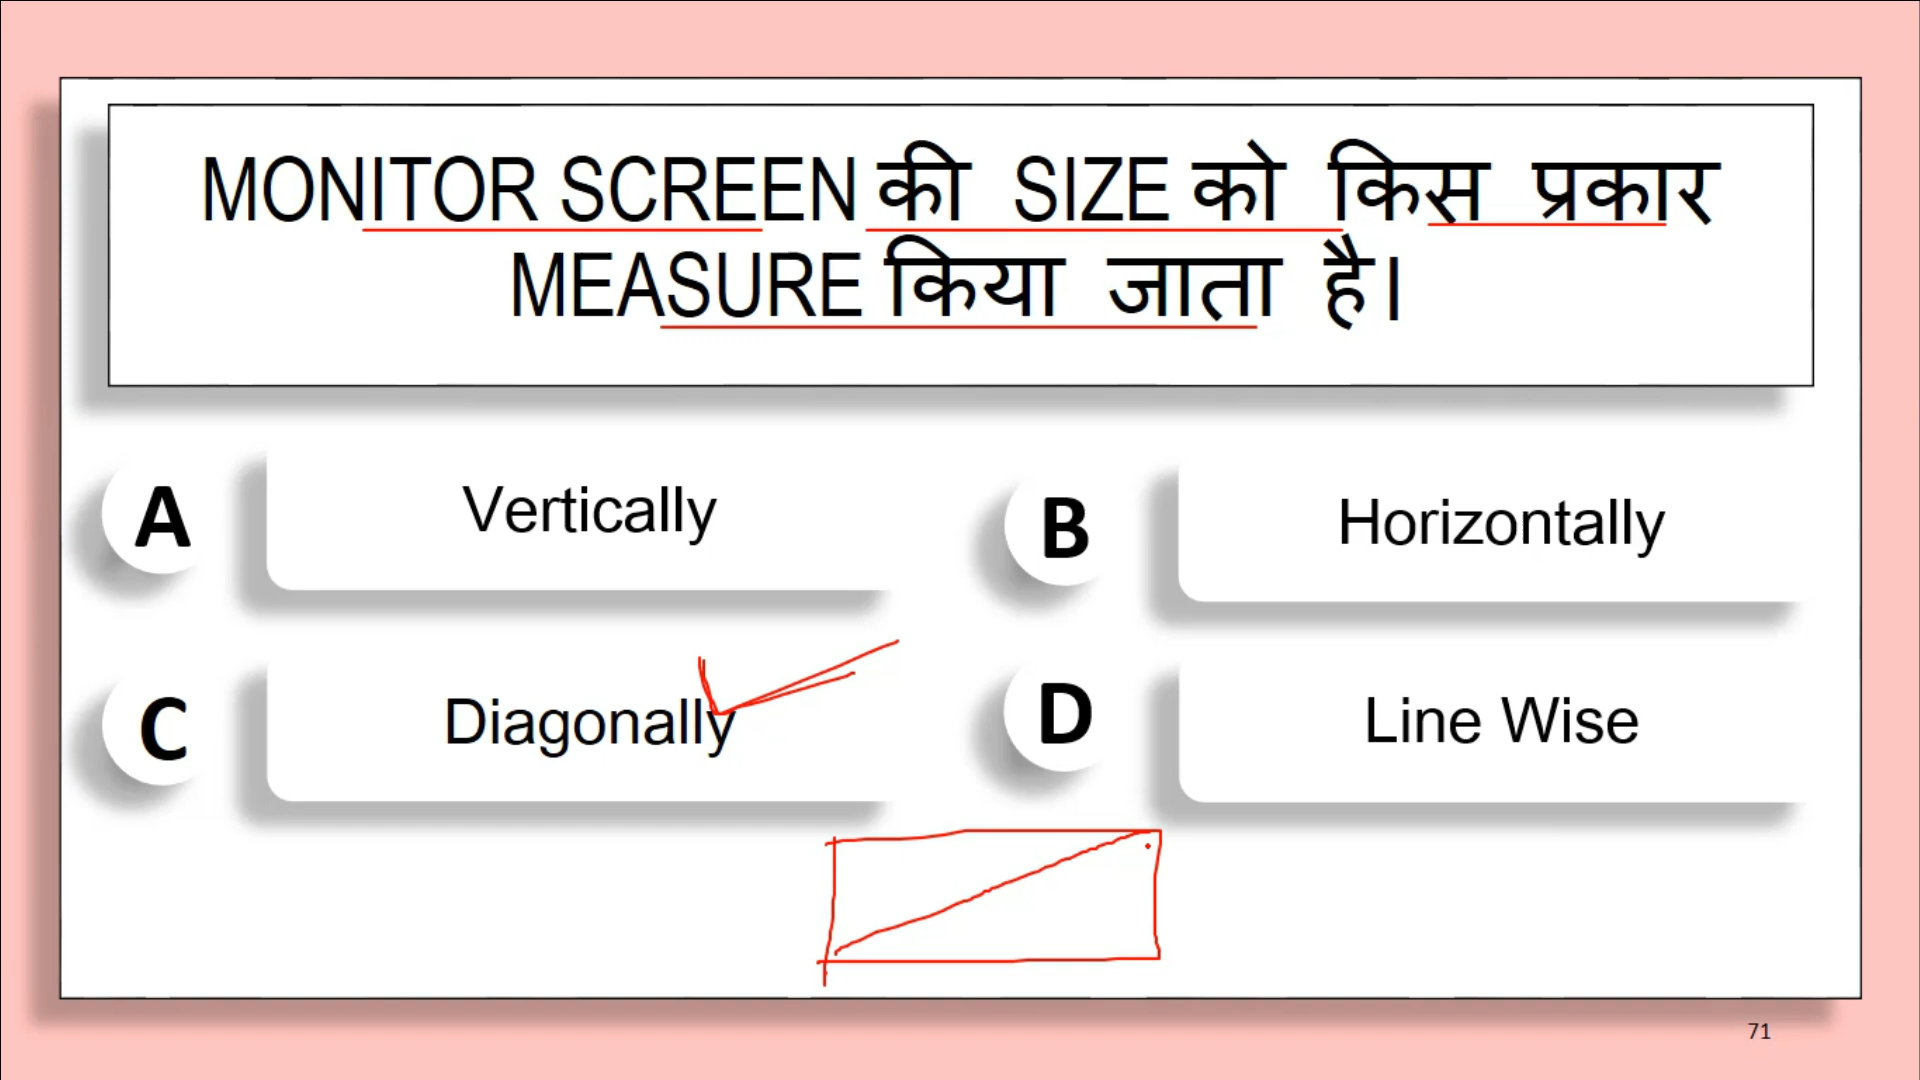 MONITOR SCREEN की SIZE को किस प्रकार
MEASURE किया जाता है।
A Vertically
B Horizontally
C Diagonally
D Line Wise
71